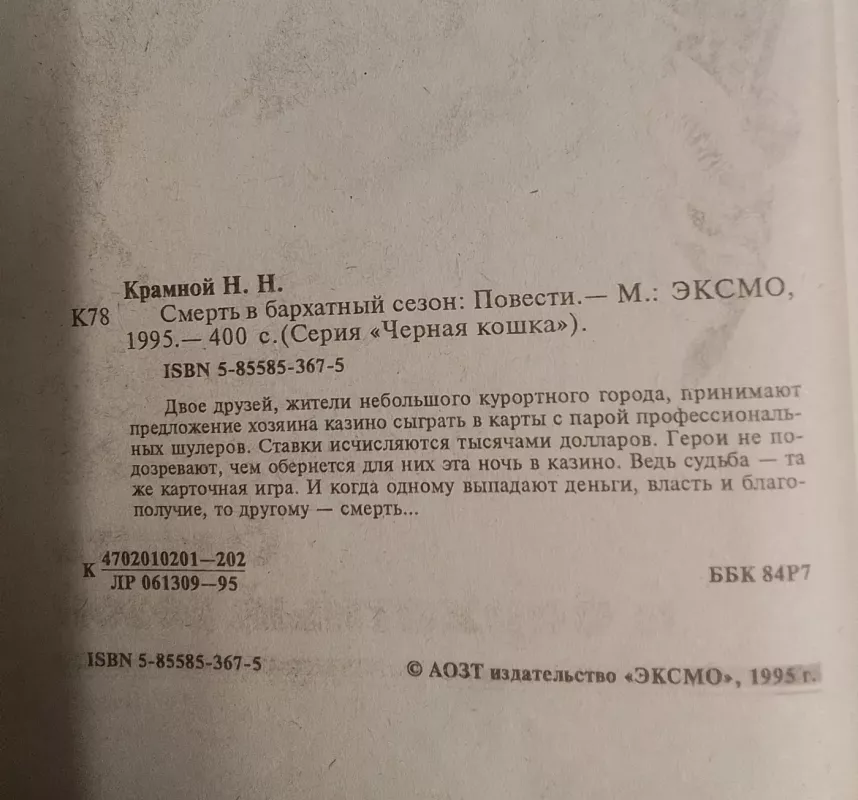 Крамной Н. Н.
К78 Смерть в бархатный сезон: Повести.— М.: ЭКСМО,
1995.— 400 с.(Серия «Черная кошка»).
ISBN 5-85585-367-5
Двое друзей, жители небольшого курортного города, принимают
предложение хозяина казино сыграть в карты с парой профессиональ-
ных шулеров. Ставки исчисляются тысячами долларов. Герои не по-
дозревают, чем обернется для них эта ночь в казино. Ведь судьба — та
же карточная игра. И когда одному выпадают деньги, власть и благо-
получие, то другому — смерть...
К 4702010201—202
ЛР 061309—95
ББК 84Р7
ISBN 5-85585-367-5
© АОЗТ издательство «ЭКСМО», 1995 г.